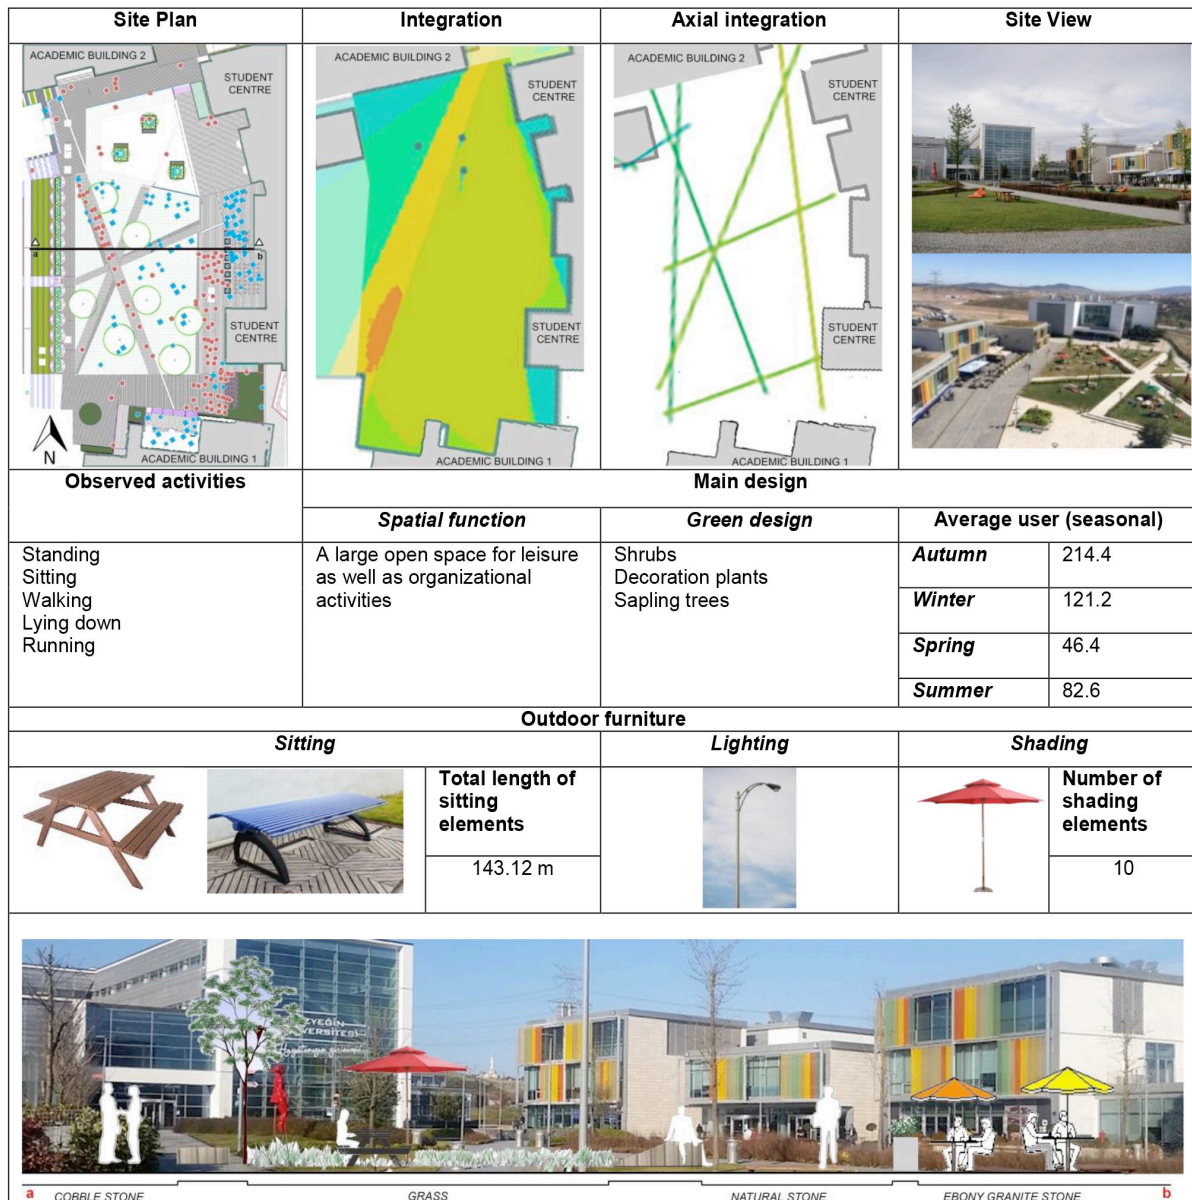 Site Plan
Integration
Axial integration
Site View
ACADEMIC BUILDING 2
STUDENT
CENTRE
a
b
STUDENT
CENTRE
N
ACADEMIC BUILDING 1
ACADEMIC BUILDING 2
STUDENT
CENTRE
STUDENT
CENTRE
ACADEMIC BUILDING 1
ACADEMIC BUILDING 2
STUDENT
CENTRE
STUDENT
CENTRE
ACADEMIC BUILDING 1
Observed activities
Main design
Spatial function
Green design
Average user (seasonal)
Standing
Sitting
Walking
Lying down
Running
A large open space for leisure
as well as organizational
activities
Shrubs
Decoration plants
Sapling trees
Autumn 214.4
Winter 121.2
Spring 46.4
Summer 82.6
Outdoor furniture
Sitting
Lighting
Shading
Total length of
sitting
elements
143.12 m
Number of
shading
elements
10
ZYEĞİN
VERSİTESİ
a COBBLE STONE GRASS NATURAL STONE EBONY GRANITE STONE b